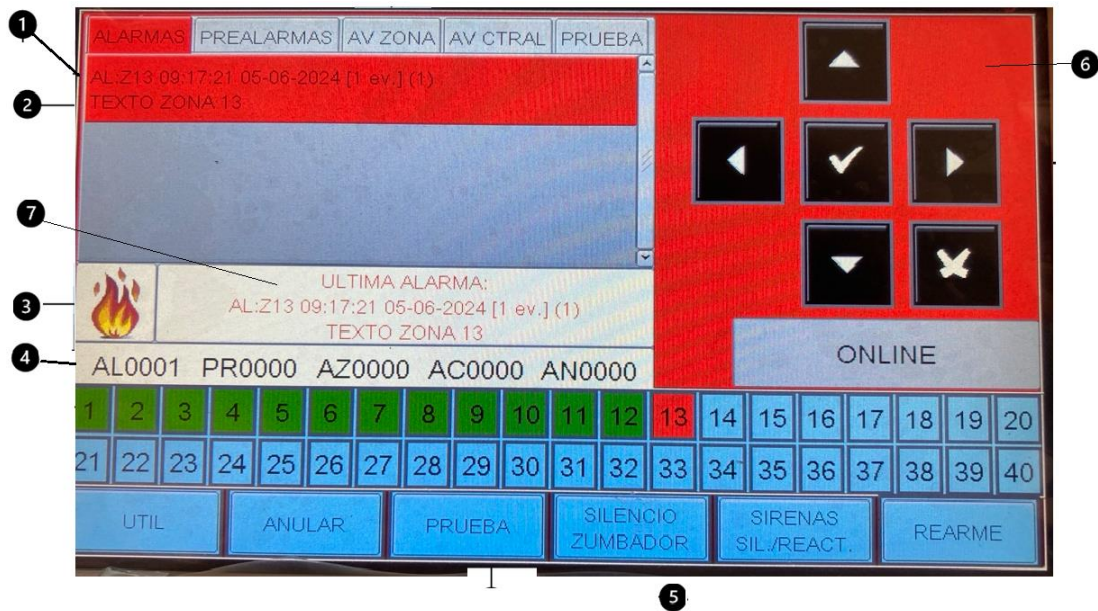 1
ALARMAS PREALARMAS AV ZONA AV CTRAL PRUEBA
6
AL:Z13 09:17:21 05-06-2024 [1 ev.] (1)
2
TEXTO ZONA 13
7
ULTIMA ALARMA:
3
AL:Z13 09:17:21 05-06-2024 [1 ev.] (1)
TEXTO ZONA 13
ONLINE
4
AL0001 PR0000 AZ0000 AC0000 AN0000
1 2 3 4 5 6 7 8 9 10 11 12 13 14 15 16 17 18 19 20
21 22 23 24 25 26 27 28 29 30 31 32 33 34 35 36 37 38 39 40
UTIL ANULAR PRUEBA SILENCIO ZUMBADOR SIRENAS SIL./REACT. REARME
5